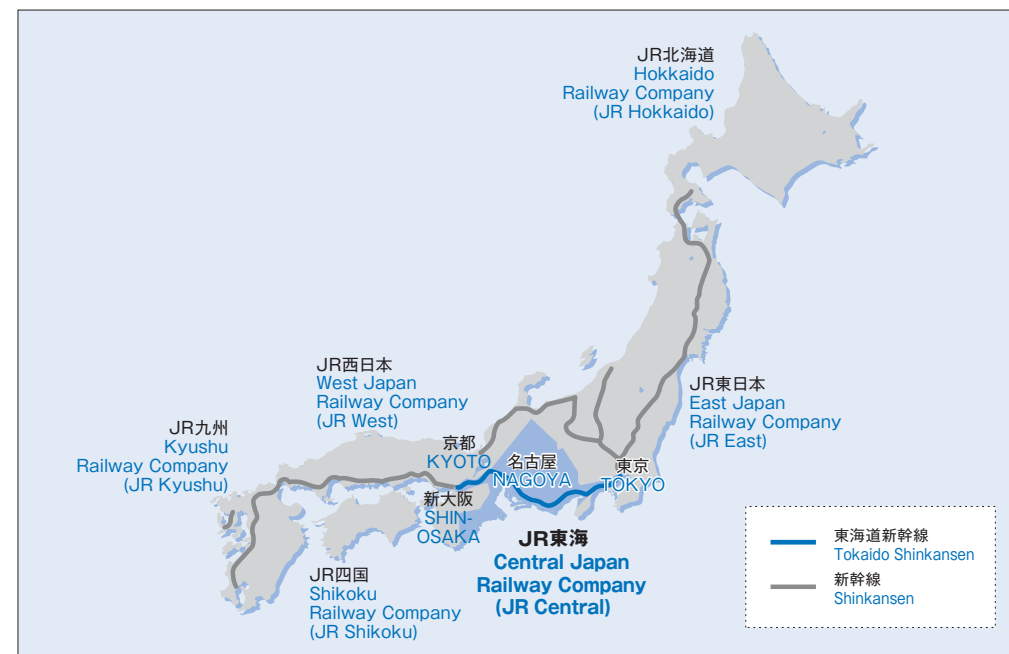 JR北海道
Hokkaido
Railway Company
(JR Hokkaido)
JR西日本
West Japan
Railway Company
(JR West)
JR東日本
East Japan
Railway Company
(JR East)
JR九州
Kyushu
Railway Company
(JR Kyushu)
京都
KYOTO
名古屋
NAGOYA
東京
TOKYO
新大阪
SHIN-
OSAKA
JR東海
Central Japan
Railway Company
(JR Central)
JR四国
Shikoku
Railway Company
(JR Shikoku)
東海道新幹線
Tokaido Shinkansen
新幹線
Shinkansen